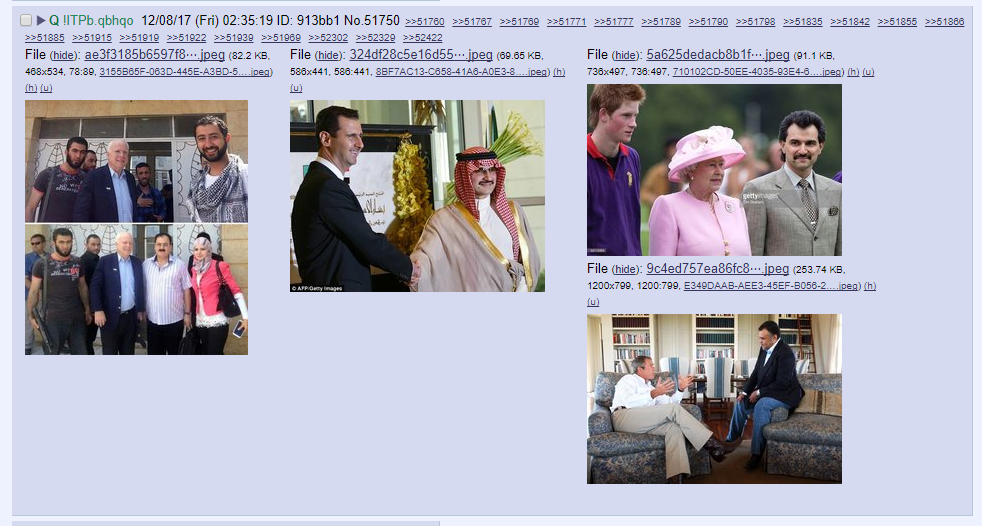 Q !ITPb.qbhqo 12/08/17 (Fri) 02:35:19 ID: 913bb1 No.51750 >>51760 >>51767 >>51769 >>51771 >>51777 >>51789 >>51790 >>51798 >>51835 >>51842 >>51855 >>51866
>>51885 >>51915 >>51919 >>51922 >>51939 >>51969 >>52302 >>52329 >>52422
File (hide): ae3f3185b6597f8···.jpeg (82.2 KB,
468x534, 78:89, 3155B65F-063D-445E-A3BD-5….jpeg)
(h) (u)
File (hide): 324df28c5e16d55···.jpeg (69.65 KB,
586x441, 586:441, 8BF7AC13-C658-41A6-A0E3-8….jpeg) (h)
(u)
© AFP/Getty Images
File (hide): 5a625dedacb8b1f···.jpeg (91.1 KB,
736x497, 736:497, 710102CD-50EE-4035-93E4-6….jpeg) (h) (u)
gettyimages
File (hide): 9c4ed757ea86fc8···.jpeg (253.74 KB,
1200x799, 1200:799, E349DAAB-AEE3-45EF-B056-2….jpeg) (h)
(u)